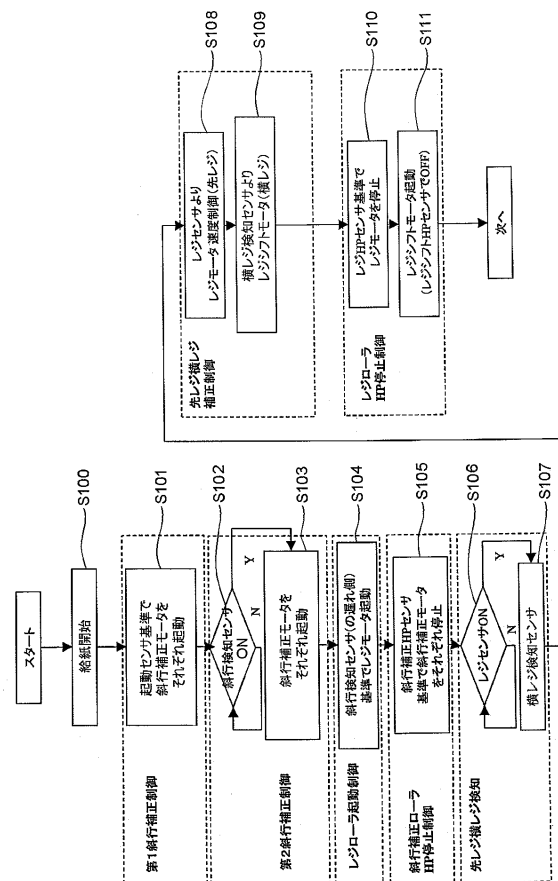 スタート
給紙開始
S100
第1斜行補正制御
起動センサ基準で
斜行補正モータを
それぞれ起動
S101
第2斜行補正制御
斜行検知センサ
ON
S102
Y
N
斜行補正モータを
それぞれ起動
S103
レジローラ起動制御
斜行検知センサ(の遅れ側)
基準でレジモータ起動
S104
斜行補正ローラ
HP停止制御
斜行補正HPセンサ
基準で斜行補正モータ
をそれぞれ停止
S105
先レジ横レジ検知
レジセンサON
S106
Y
N
横レジ検知センサ
S107
先レジ横レジ
補正制御
レジセンサより
レジモータ 速度制御(先レジ)
S108
横レジ検知センサより
レジシフトモータ(横レジ)
S109
レジローラ
HP停止制御
レジHPセンサ基準で
レジモータを停止
S110
レジシフトモータ起動
(レジシフトHPセンサでOFF)
S111
次へ